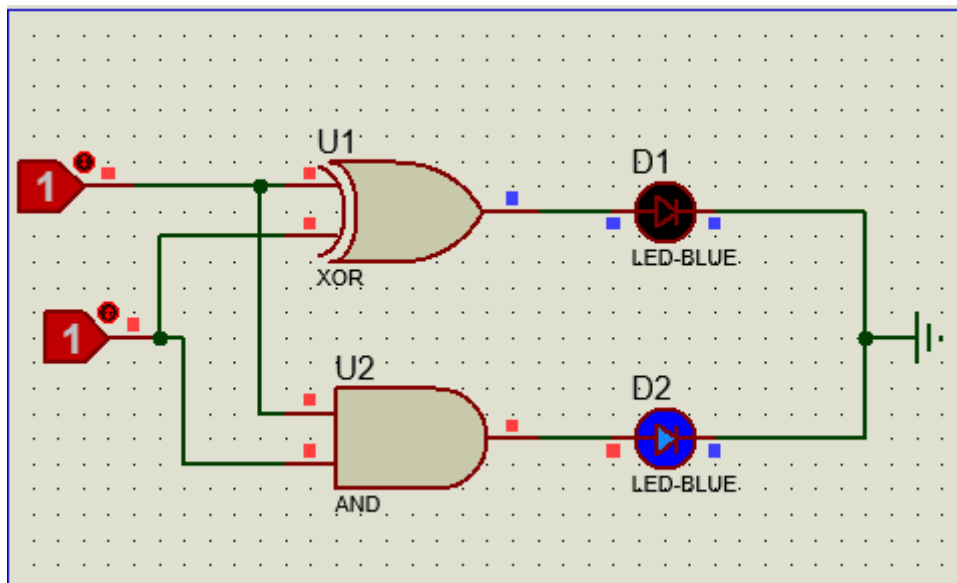 U1
1
XOR
D1
LED-BLUE
1
U2
AND
D2
LED-BLUE